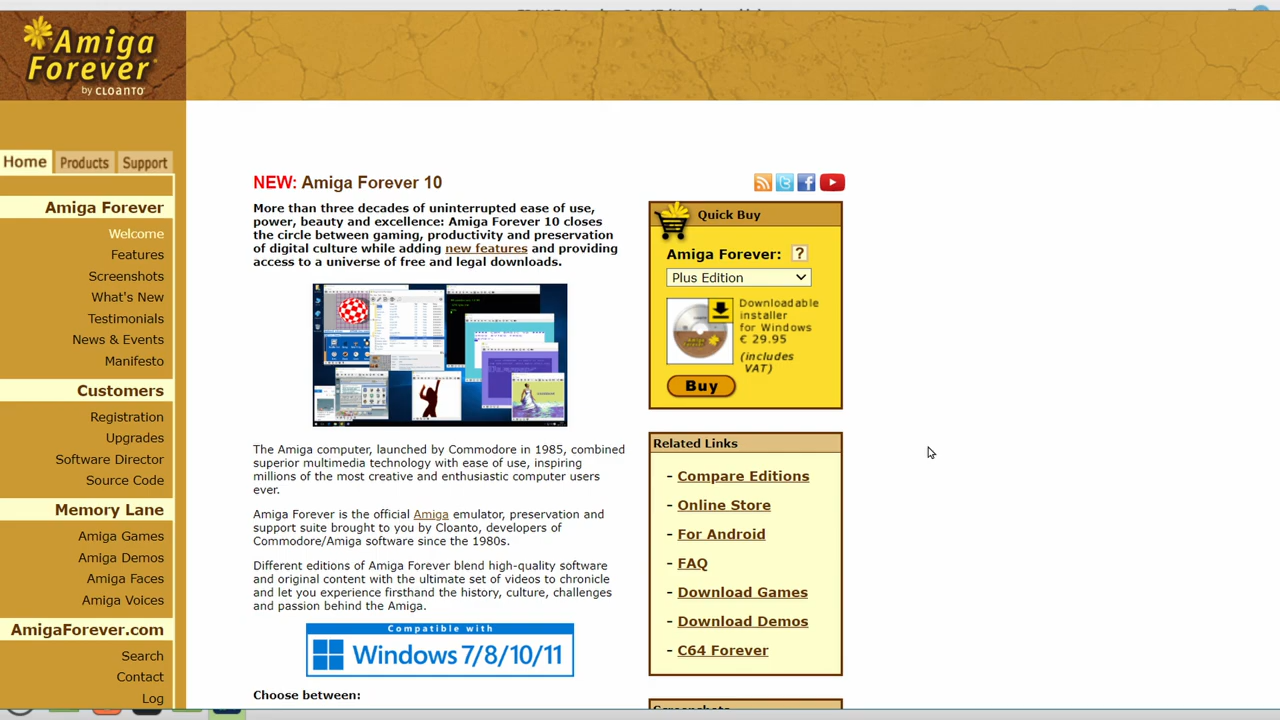 Amiga
Forever
by CLOANTO
Home
Products
Support
Amiga Forever
Welcome
Features
Screenshots
What's New
Testimonials
News & Events
Manifesto
Customers
Registration
Upgrades
Software Director
Source Code
Memory Lane
Amiga Games
Amiga Demos
Amiga Faces
Amiga Voices
AmigaForever.com
Search
Contact
Log
NEW: Amiga Forever 10
More than three decades of uninterrupted ease of use,
power, beauty and excellence: Amiga Forever 10 closes
the circle between gaming, productivity and preservation
of digital culture while adding new features and providing
access to a universe of free and legal downloads.
The Amiga computer, launched by Commodore in 1985, combined
superior multimedia technology with ease of use, inspiring
millions of the most creative and enthusiastic computer users
ever.
Amiga Forever is the official Amiga emulator, preservation and
support suite brought to you by Cloanto, developers of
Commodore/Amiga software since the 1980s.
Different editions of Amiga Forever blend high-quality software
and original content with the ultimate set of videos to chronicle
and let you experience firsthand the history, culture, challenges
and passion behind the Amiga.
Compatible with
Windows 7/8/10/11
Choose between:
Quick Buy
Amiga Forever: ?
Plus Edition
Downloadable
installer
for Windows
€ 29.95
(includes
VAT)
Buy
Related Links
- Compare Editions
- Online Store
- For Android
- FAQ
- Download Games
- Download Demos
- C64 Forever